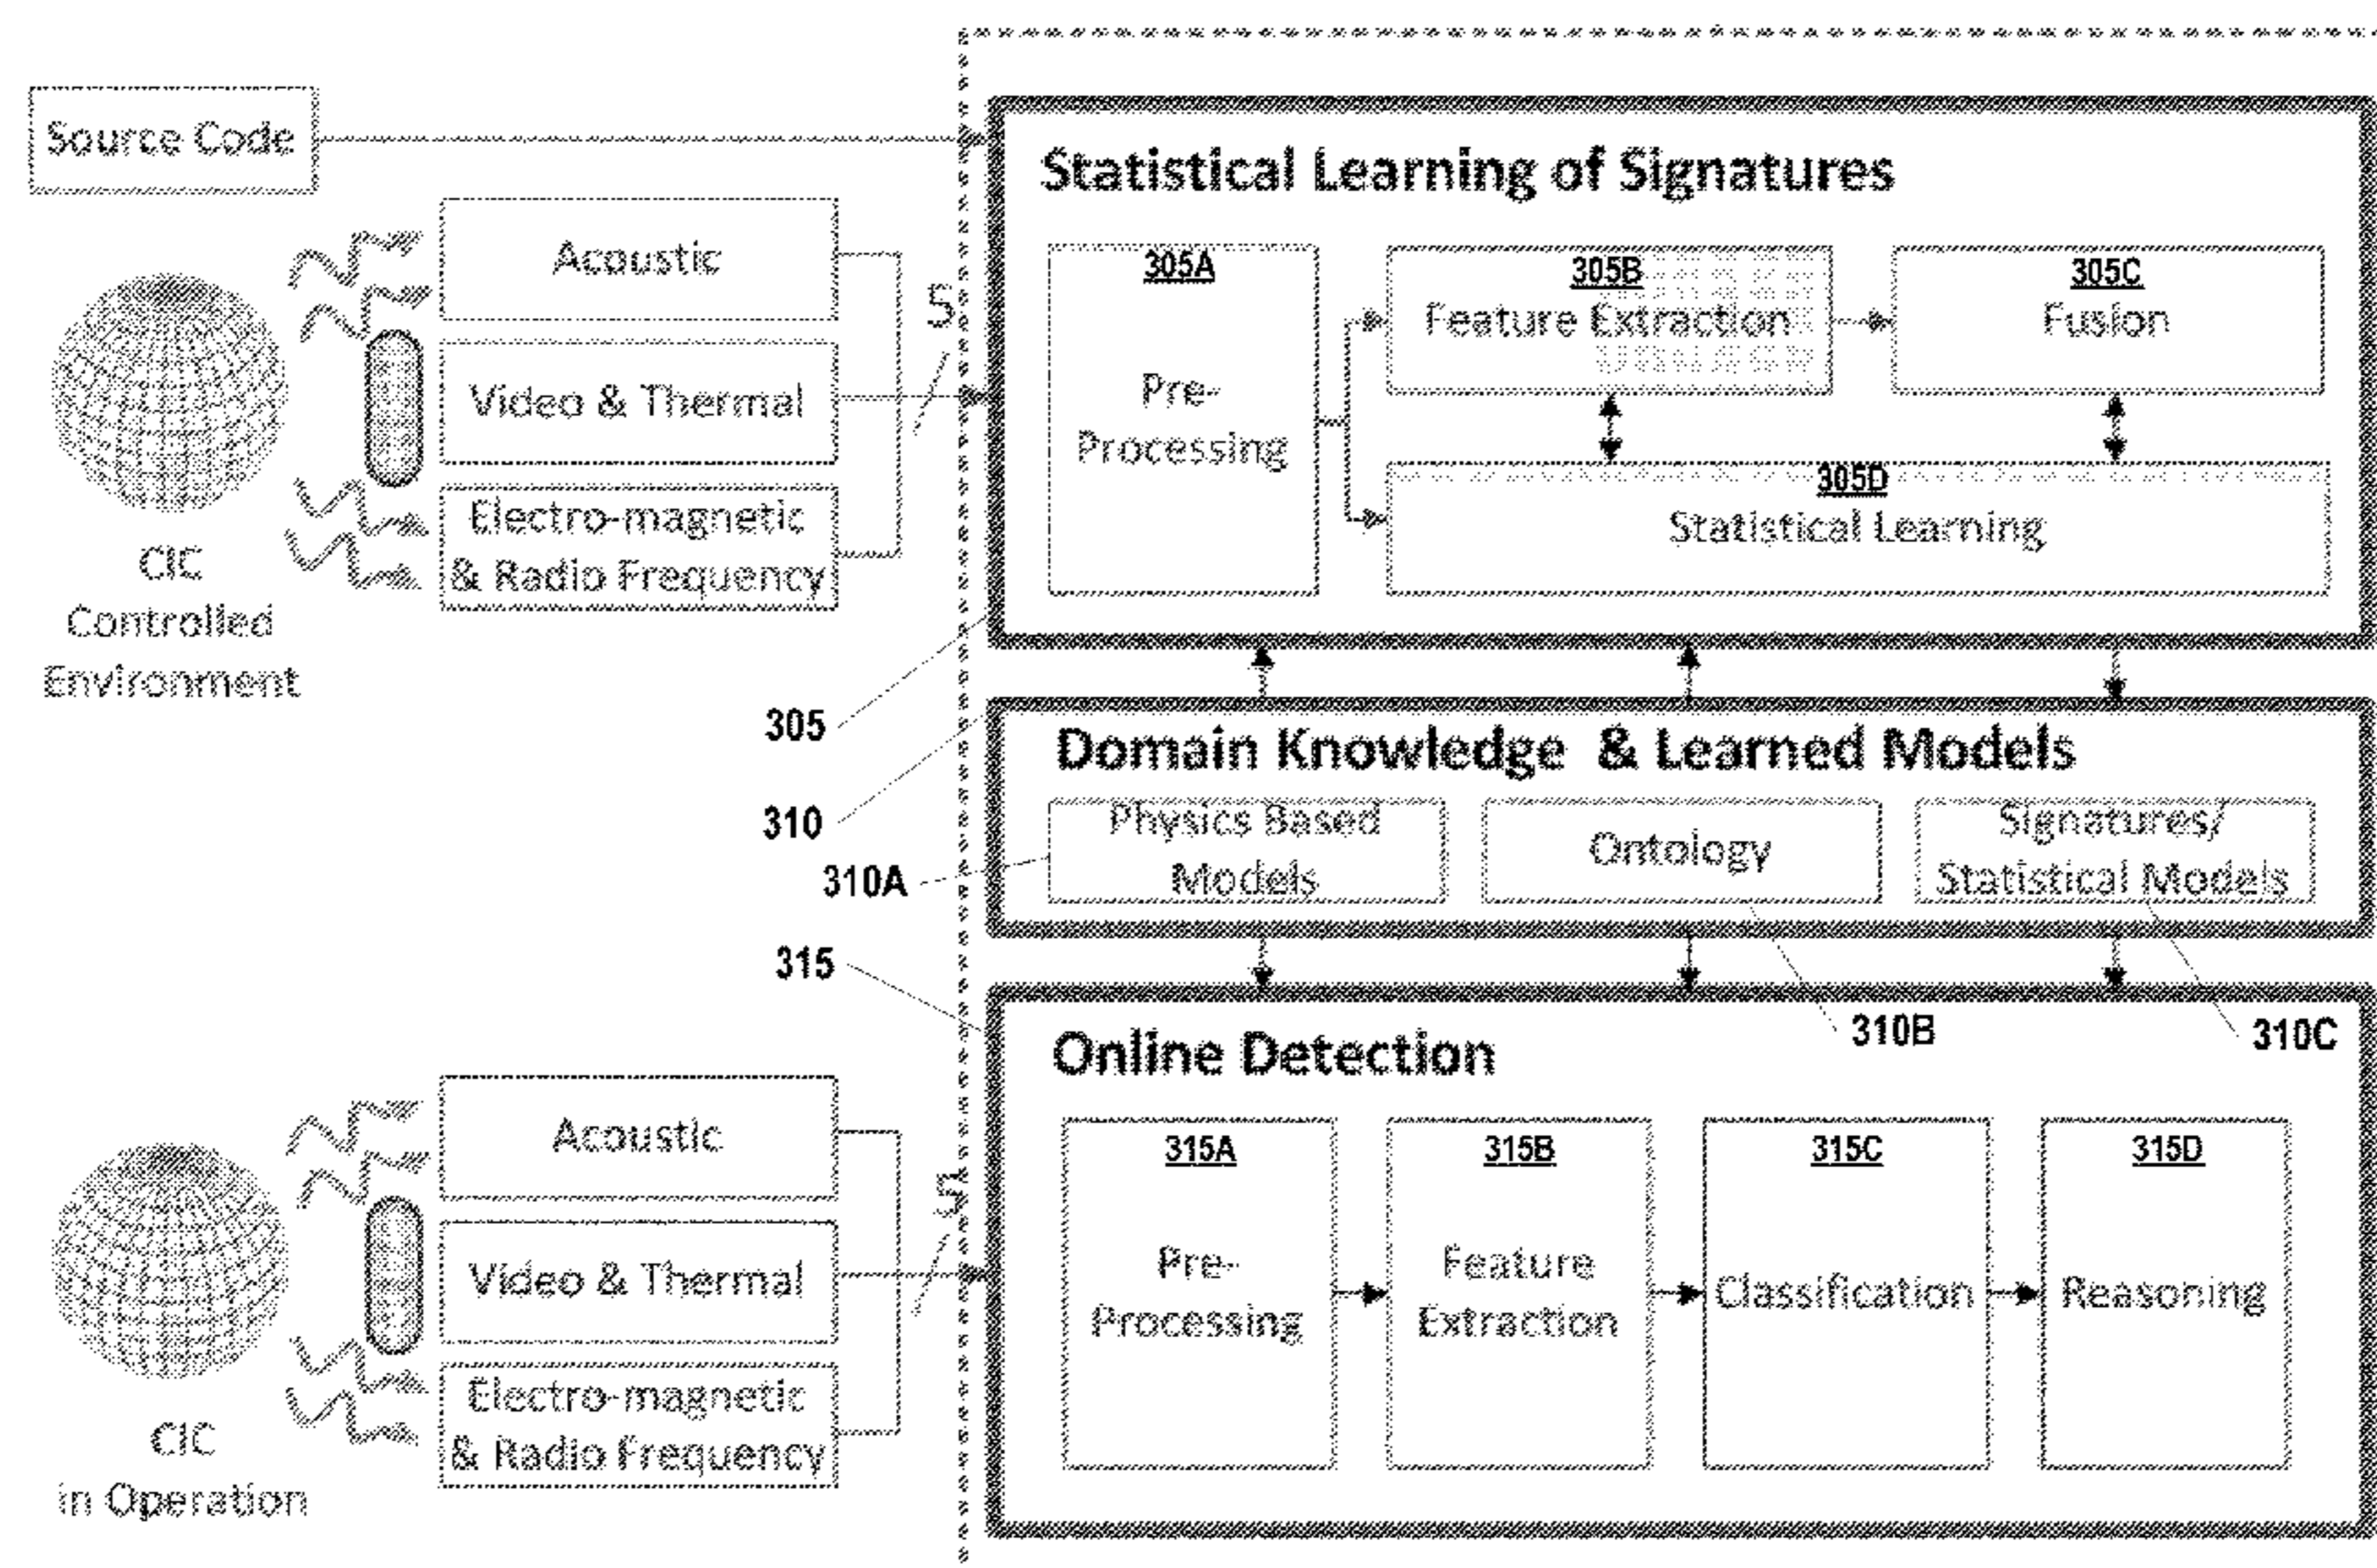 Source Code
Acoustic
Video & Thermal
Electro-magnetic
& Radio Frequency
5
CIC
Controlled
Environment
Statistical Learning of Signatures
305A
Pre-
Processing
305B
Feature Extraction
305C
Fusion
305D
Statistical Learning
305
310
310A
315
Domain Knowledge & Learned Models
Physics Based
Models
Ontology
Signatures/
Statistical Models
310B
310C
Online Detection
315A
Pre-
Processing
315B
Feature
Extraction
315C
Classification
315D
Reasoning
Acoustic
Video & Thermal
Electro-magnetic
& Radio Frequency
5
CIC
in Operation